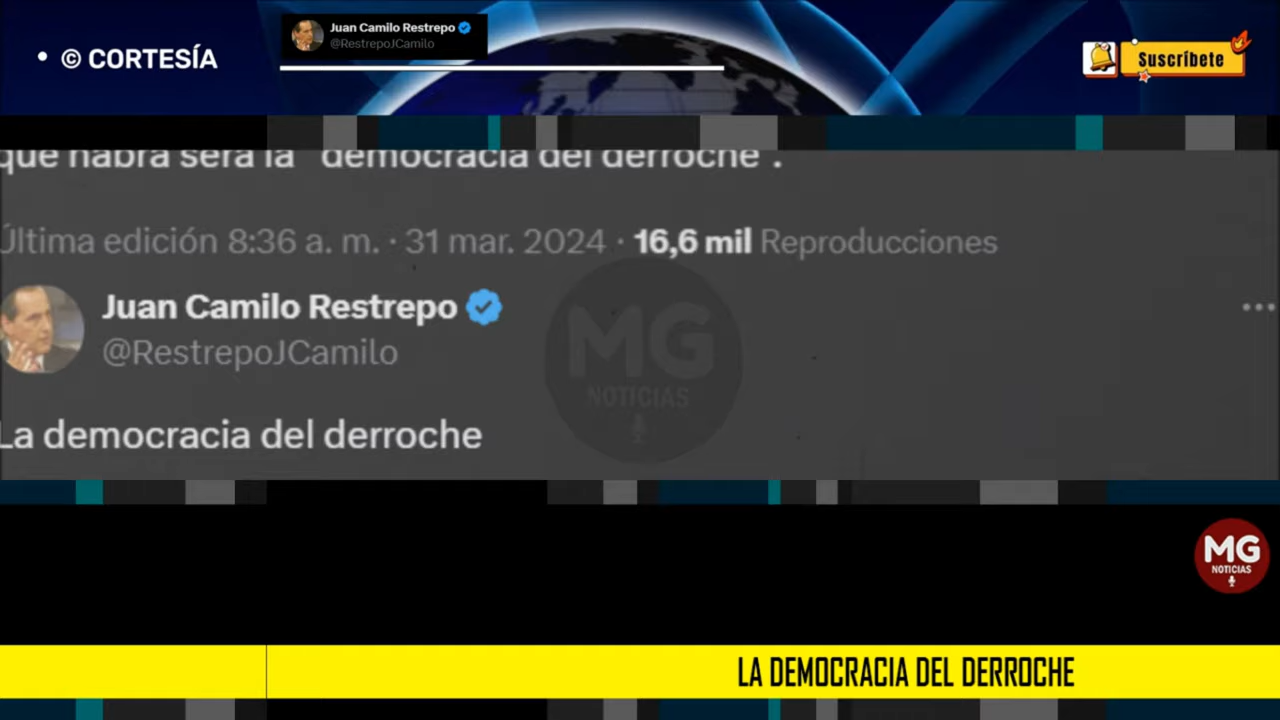 • © CORTESÍA
Juan Camilo Restrepo
@RestrepoJCamilo
Suscríbete
que habrá será la "democracia del derroche".
Última edición 8:36 a. m. · 31 mar. 2024 · 16,6 mil Reproducciones
Juan Camilo Restrepo
@RestrepoJCamilo
MG
NOTICIAS
La democracia del derroche
MG
NOTICIAS
LA DEMOCRACIA DEL DERROCHE